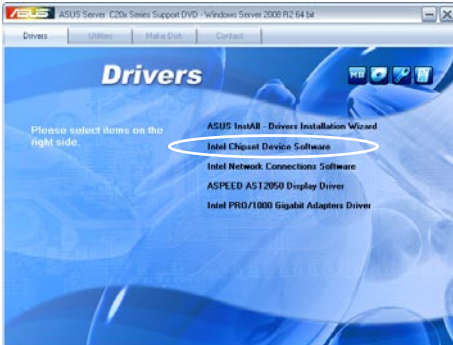 ASUS ASUS Server C20x Series Support DVD - Windows Server 2008 R2 64 bit
Drivers Utilities Make Disk Contact
Drivers
MB
Please select items on the
right side.
ASUS InstAll - Drivers Installation Wizard
Intel Chipset Device Software
Intel Network Connections Software
ASPEED AST2050 Display Driver
Intel PRO/1000 Gigabit Adapters Driver